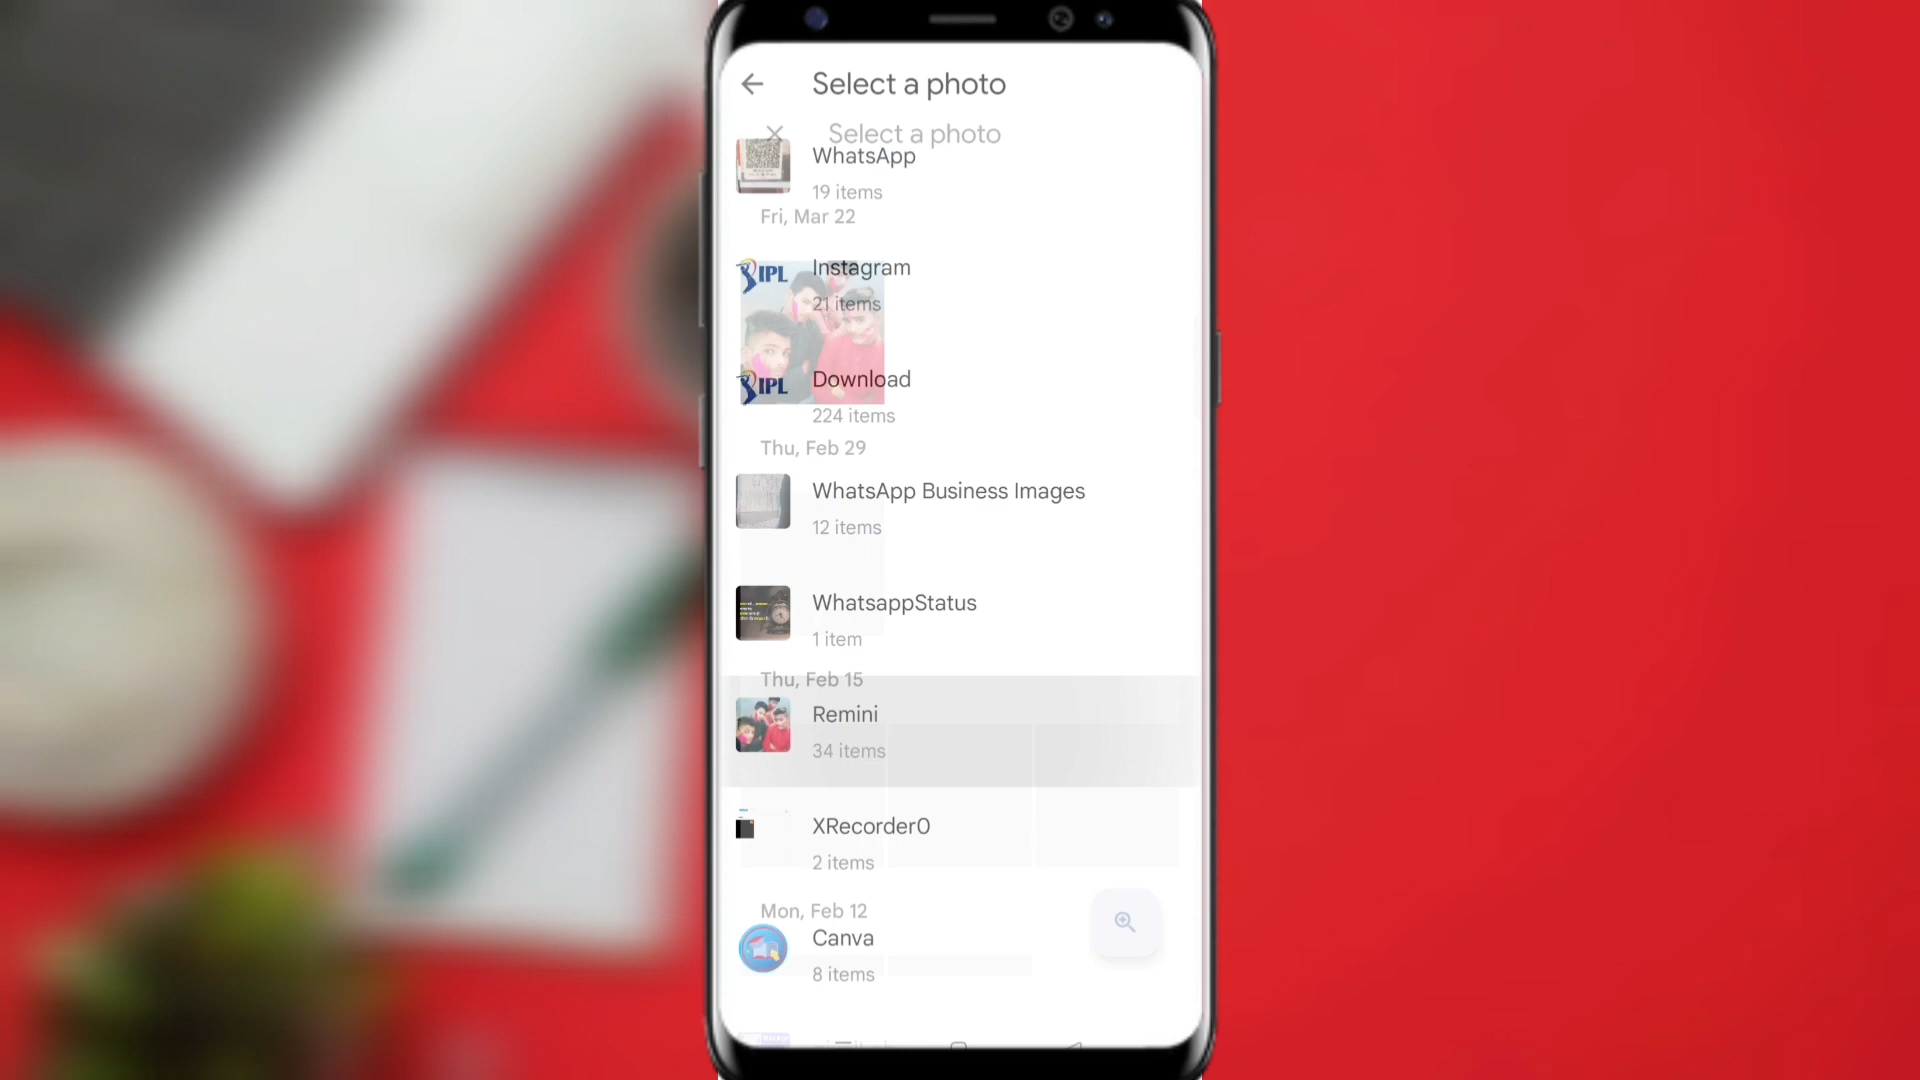 Select a photo
Select a photo
WhatsApp
19 items
Fri, Mar 22
Instagram
IPL
21 items
Download
IPL
224 items
Thu, Feb 29
WhatsApp Business Images
12 items
WhatsappStatus
1 item
Thu, Feb 15
Remini
34 items
XRecorder0
2 items
Mon, Feb 12
Canva
8 items